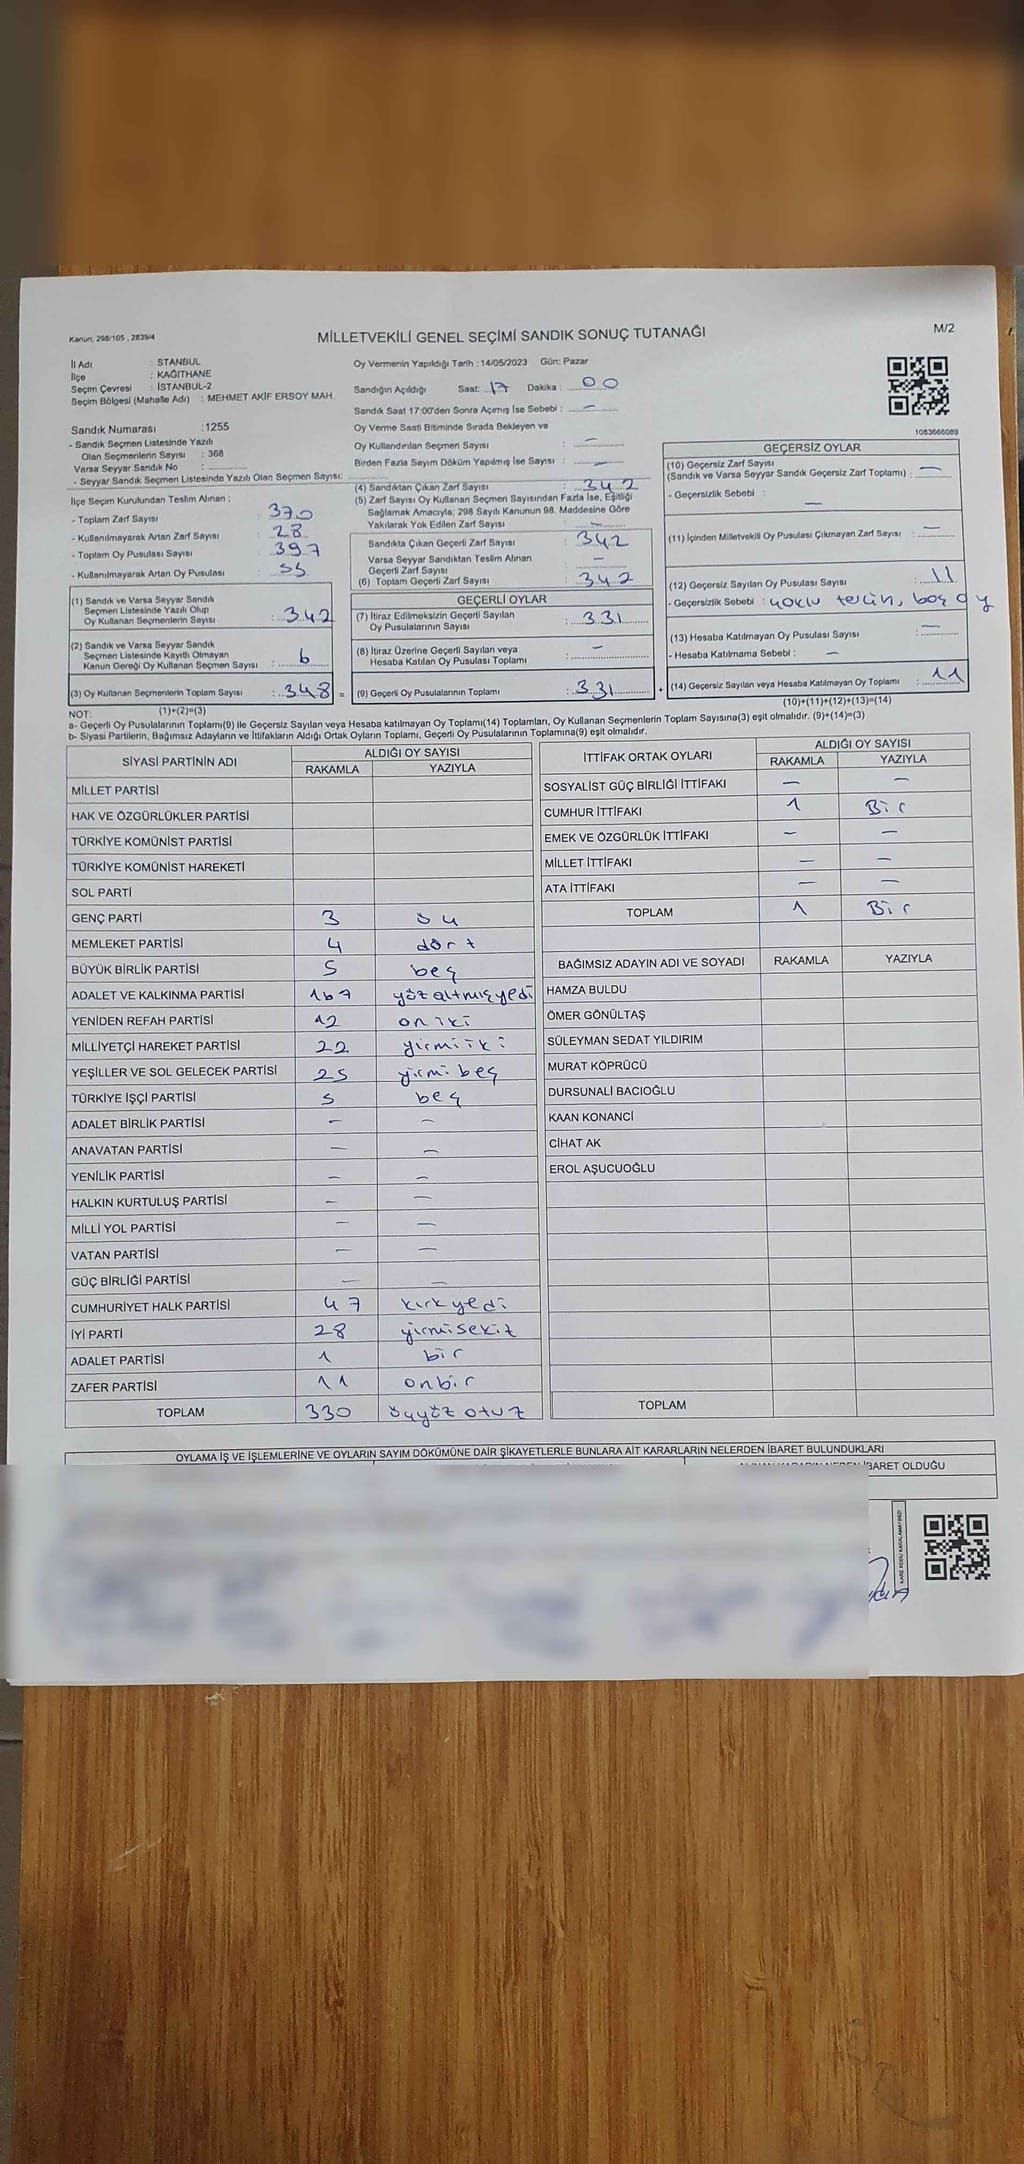 Kanun: 298/105, 2839/4
MİLLETVEKİLİ GENEL SEÇİMİ SANDIK SONUÇ TUTANAĞI
M/2
İl Adı : STANBUL
İlçe : KAĞITHANE
Seçim Çevresi : İSTANBUL-2
Seçim Bölgesi (Mahalle Adı) : MEHMET AKİF ERSOY MAH.
Sandık Numarası : 1255
- Sandık Seçmen Listesinde Yazılı
Olan Seçmenlerin Sayısı : 368
Varsa Seyyar Sandık No :
- Seyyar Sandık Seçmen Listesinde Yazılı Olan Seçmen Sayısı:
İlçe Seçim Kurulundan Teslim Alınan :
- Toplam Zarf Sayısı : 370
- Kullanılmayarak Artan Zarf Sayısı : 28
- Toplam Oy Pusulası Sayısı : 397
- Kullanılmayarak Artan Oy Pusulası : 55
(1) Sandık ve Varsa Seyyar Sandık
Seçmen Listesinde Yazılı Olup
Oy Kullanan Seçmenlerin Sayısı : 342
(2) Sandık ve Varsa Seyyar Sandık
Seçmen Listesinde Kayıtlı Olmayan
Kanun Gereği Oy Kullanan Seçmen Sayısı : 6
(3) Oy Kullanan Seçmenlerin Toplam Sayısı : 348 =
(1)+(2)=(3)
Oy Vermenin Yapıldığı Tarih : 14/05/2023 Gün: Pazar
Sandığın Açıldığı Saat: 17 Dakika : 00
Sandık Saat 17:00'den Sonra Açımış İse Sebebi : —
Oy Verme Saati Bitiminde Sırada Bekleyen ve
Oy Kullandırılan Seçmen Sayısı : —
Birden Fazla Sayım Döküm Yapılmış İse Sayısı : —
(4) Sandıktan Çıkan Zarf Sayısı : 342
(5) Zarf Sayısı Oy Kullanan Seçmen Sayısından Fazla İse, Eşitliği
Sağlamak Amacıyla; 298 Sayılı Kanunun 98. Maddesine Göre
Yakılarak Yok Edilen Zarf Sayısı : —
Sandıkta Çıkan Geçerli Zarf Sayısı : 342
Varsa Seyyar Sandıktan Teslim Alınan
Geçerli Zarf Sayısı : —
(6) Toplam Geçerli Zarf Sayısı : 342
GEÇERLİ OYLAR
(7) İtiraz Edilmeksizin Geçerli Sayılan
Oy Pusulalarının Sayısı : 331
(8) İtiraz Üzerine Geçerli Sayılan veya
Hesaba Katılan Oy Pusulası Toplamı : —
(9) Geçerli Oy Pusulalarının Toplamı : 331 +
1083666089
GEÇERSİZ OYLAR
(10) Geçersiz Zarf Sayısı
(Sandık ve Varsa Seyyar Sandık Geçersiz Zarf Toplamı) : —
- Geçersizlik Sebebi :
—
(11) İçinden Milletvekili Oy Pusulası Çıkmayan Zarf Sayısı : —
(12) Geçersiz Sayılan Oy Pusulası Sayısı : 11
- Geçersizlik Sebebi : boş oy
(13) Hesaba Katılmayan Oy Pusulası Sayısı : —
- Hesaba Katılmama Sebebi : —
(14) Geçersiz Sayılan veya Hesaba Katılmayan Oy Toplamı : 11
(10)+(11)+(12)+(13)=(14)
NOT:
a- Geçerli Oy Pusulalarının Toplamı(9) ile Geçersiz Sayılan veya Hesaba katılmayan Oy Toplamı(14) Toplamları, Oy Kullanan Seçmenlerin Toplam Sayısına(3) eşit olmalıdır. (9)+(14)=(3)
b- Siyasi Partilerin, Bağımsız Adayların ve İttifakların Aldığı Ortak Oyların Toplamı, Geçerli Oy Pusulalarının Toplamına(9) eşit olmalıdır.
SİYASİ PARTİNİN ADI ALDIĞI OY SAYISI
RAKAMLA YAZIYLA
MİLLET PARTİSİ
HAK VE ÖZGÜRLÜKLER PARTİSİ
TÜRKİYE KOMÜNİST PARTİSİ
TÜRKİYE KOMÜNİST HAREKETİ
SOL PARTİ
GENÇ PARTİ 3 üç
MEMLEKET PARTİSİ 4 dört
BÜYÜK BİRLİK PARTİSİ 5 beş
ADALET VE KALKINMA PARTİSİ 167 yüzaltmışyedi
YENİDEN REFAH PARTİSİ 12 oniki
MİLLİYETÇİ HAREKET PARTİSİ 22 yirmiiki
YEŞİLLER VE SOL GELECEK PARTİSİ 25 yirmi beş
TÜRKİYE İŞÇİ PARTİSİ 5 beş
ADALET BİRLİK PARTİSİ — —
ANAVATAN PARTİSİ — —
YENİLİK PARTİSİ — —
HALKIN KURTULUŞ PARTİSİ — —
MİLLİ YOL PARTİSİ — —
VATAN PARTİSİ — —
GÜÇ BİRLİĞİ PARTİSİ — —
CUMHURİYET HALK PARTİSİ 47 kırkyedi
İYİ PARTİ 28 yirmisekiz
ADALET PARTİSİ 1 bir
ZAFER PARTİSİ 11 onbir
TOPLAM 330 üçyüz otuz
İTTİFAK ORTAK OYLARI ALDIĞI OY SAYISI
RAKAMLA YAZIYLA
SOSYALİST GÜÇ BİRLİĞİ İTTİFAKI — —
CUMHUR İTTİFAKI 1 Bir
EMEK VE ÖZGÜRLÜK İTTİFAKI — —
MİLLET İTTİFAKI — —
ATA İTTİFAKI — —
TOPLAM 1 Bir
BAĞIMSIZ ADAYIN ADI VE SOYADI RAKAMLA YAZIYLA
HAMZA BULDU
ÖMER GÖNÜLTAŞ
SÜLEYMAN SEDAT YILDIRIM
MURAT KÖPRÜCÜ
DURSUNALİ BACIOĞLU
KAAN KONANCİ
CİHAT AK
EROL AŞUCUOĞLU
TOPLAM
OYLAMA İŞ VE İŞLEMLERİNE VE OYLARIN SAYIM DÖKÜMÜNE DAİR ŞİKAYETLERLE BUNLARA AİT KARARLARIN NELERDEN İBARET BULUNDUKLARI
İBARET OLDUĞU
KARE KODU KARALAMAYINIZ!